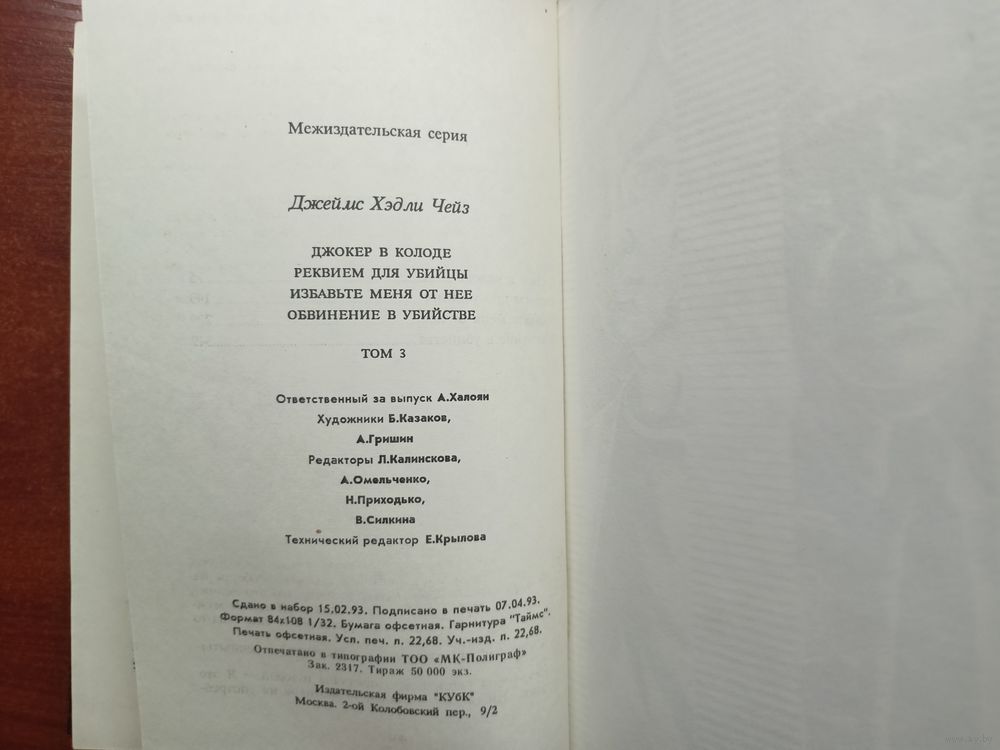 Межиздательская серия
Джеймс Хэдли Чейз
ДЖОКЕР В КОЛОДЕ
РЕКВИЕМ ДЛЯ УБИЙЦЫ
ИЗБАВЬТЕ МЕНЯ ОТ НЕЕ
ОБВИНЕНИЕ В УБИЙСТВЕ
ТОМ 3
Ответственный за выпуск А.Халоян
Художники Б.Казаков,
А.Гришин
Редакторы Л.Калинскова,
А.Омельченко,
Н.Приходько,
В.Силкина
Технический редактор Е.Крылова
Сдано в набор 15.02.93. Подписано в печать 07.04.93.
Формат 84x108 1/32. Бумага офсетная. Гарнитура "Таймс".
Печать офсетная. Усл. печ. л. 22,68. Уч.-изд. л. 22,68.
Отпечатано в типографии ТОО «МК-Полиграф»
Зак. 2317. Тираж 50 000 экз.
Издательская фирма "КУбК"
Москва. 2-ой Колобовский пер., 9/2